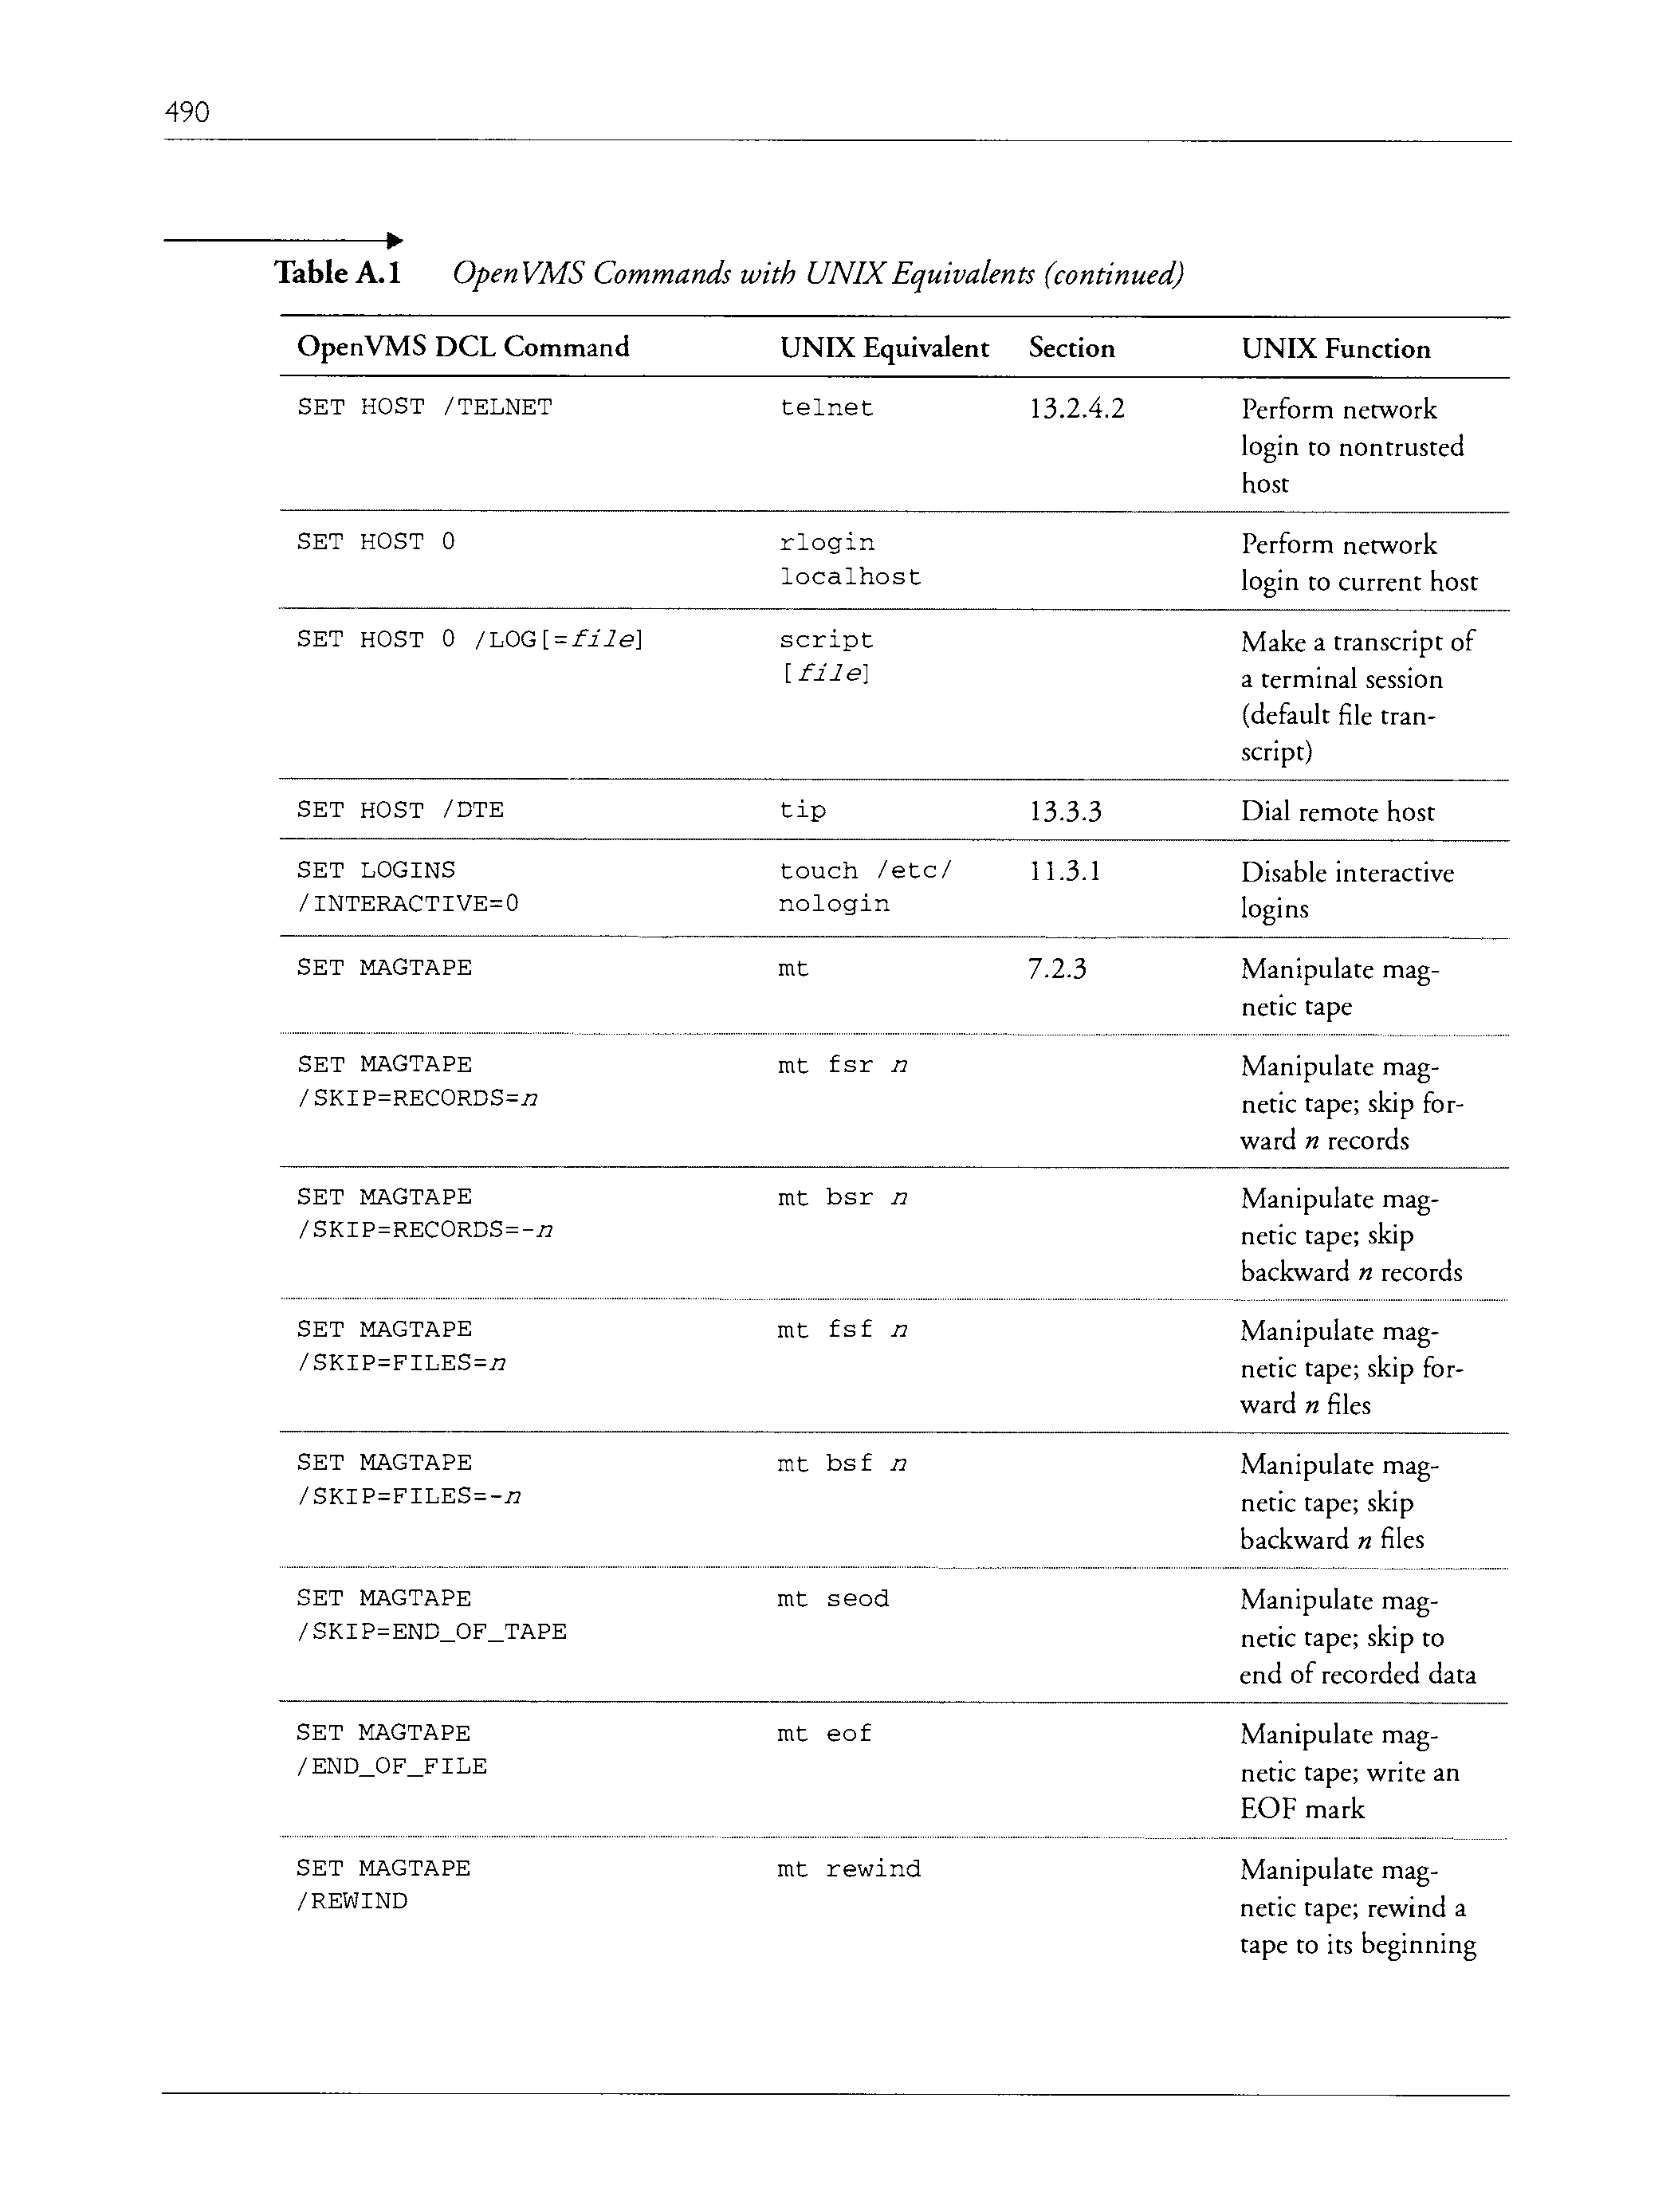 490
Table A.1 OpenVMS Commands with UNIX Equivalents (continued)
OpenVMS DCL Command UNIX Equivalent Section UNIX Function
SET HOST /TELNET telnet 13.2.4.2 Perform network
login to nontrusted
host
SET HOST 0 rlogin Perform network
localhost login to current host
SET HOST 0 /LOG[=file] script Make a transcript of
[file] a terminal session
(default file tran-
script)
SET HOST /DTE tip 13.3.3 Dial remote host
SET LOGINS touch /etc/ 11.3.1 Disable interactive
/INTERACTIVE=0 nologin logins
SET MAGTAPE mt 7.2.3 Manipulate mag-
netic tape
SET MAGTAPE mt fsr n Manipulate mag-
/SKIP=RECORDS=n netic tape; skip for-
ward n records
SET MAGTAPE mt bsr n Manipulate mag-
/SKIP=RECORDS=-n netic tape; skip
backward n records
SET MAGTAPE mt fsf n Manipulate mag-
/SKIP=FILES=n netic tape; skip for-
ward n files
SET MAGTAPE mt bsf n Manipulate mag-
/SKIP=FILES=-n netic tape; skip
backward n files
SET MAGTAPE mt seod Manipulate mag-
/SKIP=END_OF_TAPE netic tape; skip to
end of recorded data
SET MAGTAPE mt eof Manipulate mag-
/END_OF_FILE netic tape; write an
EOF mark
SET MAGTAPE mt rewind Manipulate mag-
/REWIND netic tape; rewind a
tape to its beginning